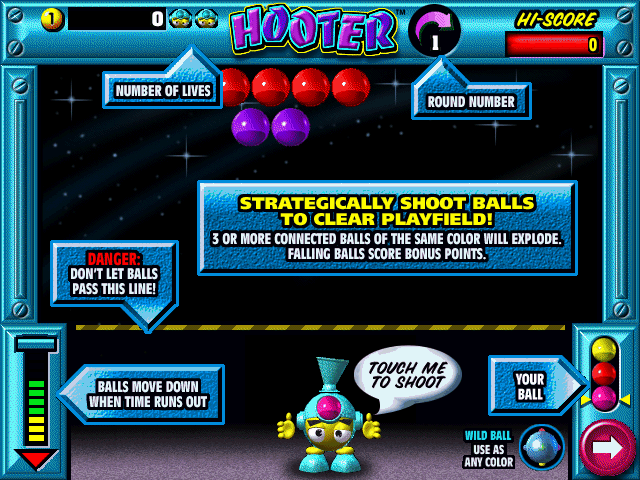 1
0
HOOTER™
1
HI-SCORE
0
NUMBER OF LIVES
ROUND NUMBER
STRATEGICALLY SHOOT BALLS
TO CLEAR PLAYFIELD!
3 OR MORE CONNECTED BALLS OF THE SAME COLOR WILL EXPLODE.
FALLING BALLS SCORE BONUS POINTS.
DANGER:
DON'T LET BALLS
PASS THIS LINE!
BALLS MOVE DOWN
WHEN TIME RUNS OUT
TOUCH ME
TO SHOOT
YOUR
BALL
WILD BALL
USE AS
ANY COLOR